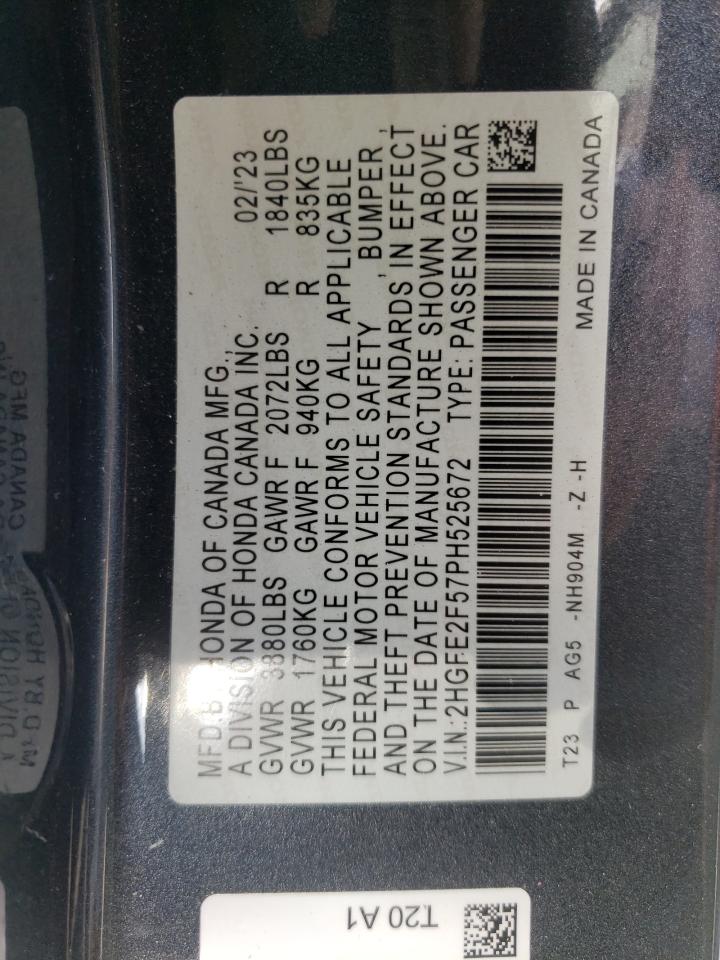 MFD.BY HONDA OF CANADA MFG., 02/'23
A DIVISION OF HONDA CANADA INC.
GVWR 3880LBS GAWR F 2072LBS R 1840LBS
GVWR 1760KG GAWR F 940KG R 835KG
THIS VEHICLE CONFORMS TO ALL APPLICABLE
FEDERAL MOTOR VEHICLE SAFETY , BUMPER ,
AND THEFT PREVENTION STANDARDS IN EFFECT
ON THE DATE OF MANUFACTURE SHOWN ABOVE.
V.I.N.:2HGFE2F57PH525672 TYPE: PASSENGER CAR
T23 P AG5 -NH904M -Z -H MADE IN CANADA
T20 A1